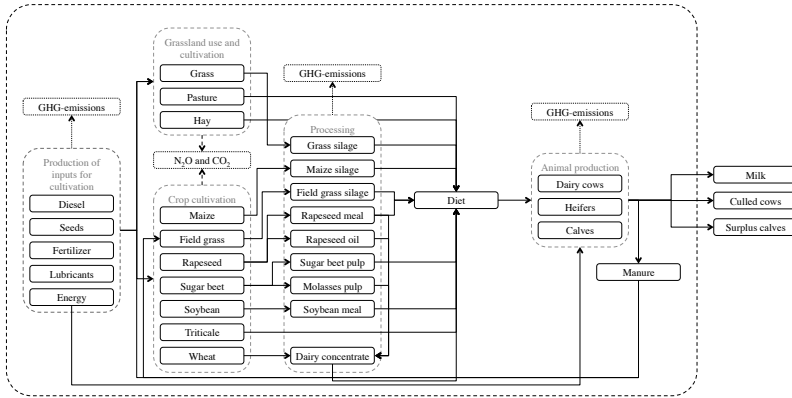 Grassland use and
cultivation
Grass
Pasture
Hay
GHG-emissions
GHG-emissions
GHG-emissions
N₂O and CO₂
Production of
inputs for
cultivation
Diesel
Seeds
Fertilizer
Lubricants
Energy
Crop cultivation
Maize
Field grass
Rapeseed
Sugar beet
Soybean
Triticale
Wheat
Processing
Grass silage
Maize silage
Field grass silage
Rapeseed meal
Rapeseed oil
Sugar beet pulp
Molasses pulp
Soybean meal
Dairy concentrate
Diet
Animal production
Dairy cows
Heifers
Calves
Manure
Milk
Culled cows
Surplus calves